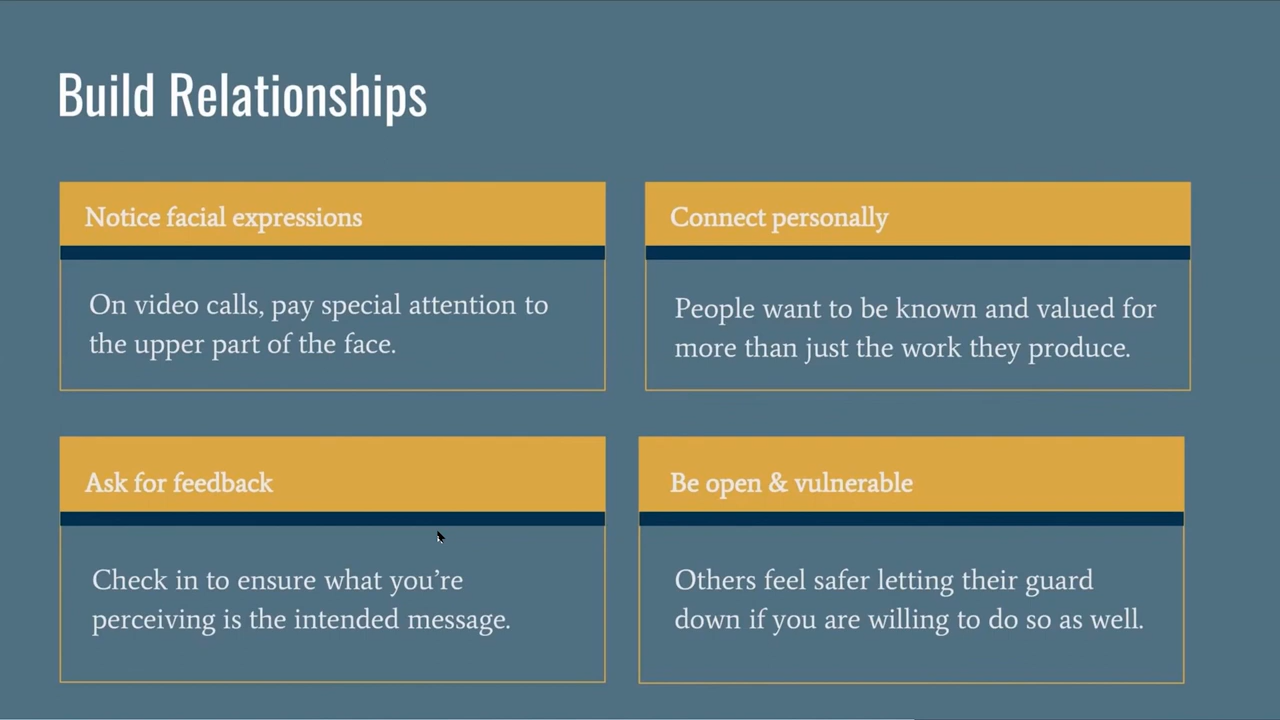 Build Relationships
Notice facial expressions
On video calls, pay special attention to
the upper part of the face.
Connect personally
People want to be known and valued for
more than just the work they produce.
Ask for feedback
Check in to ensure what you’re
perceiving is the intended message.
Be open & vulnerable
Others feel safer letting their guard
down if you are willing to do so as well.